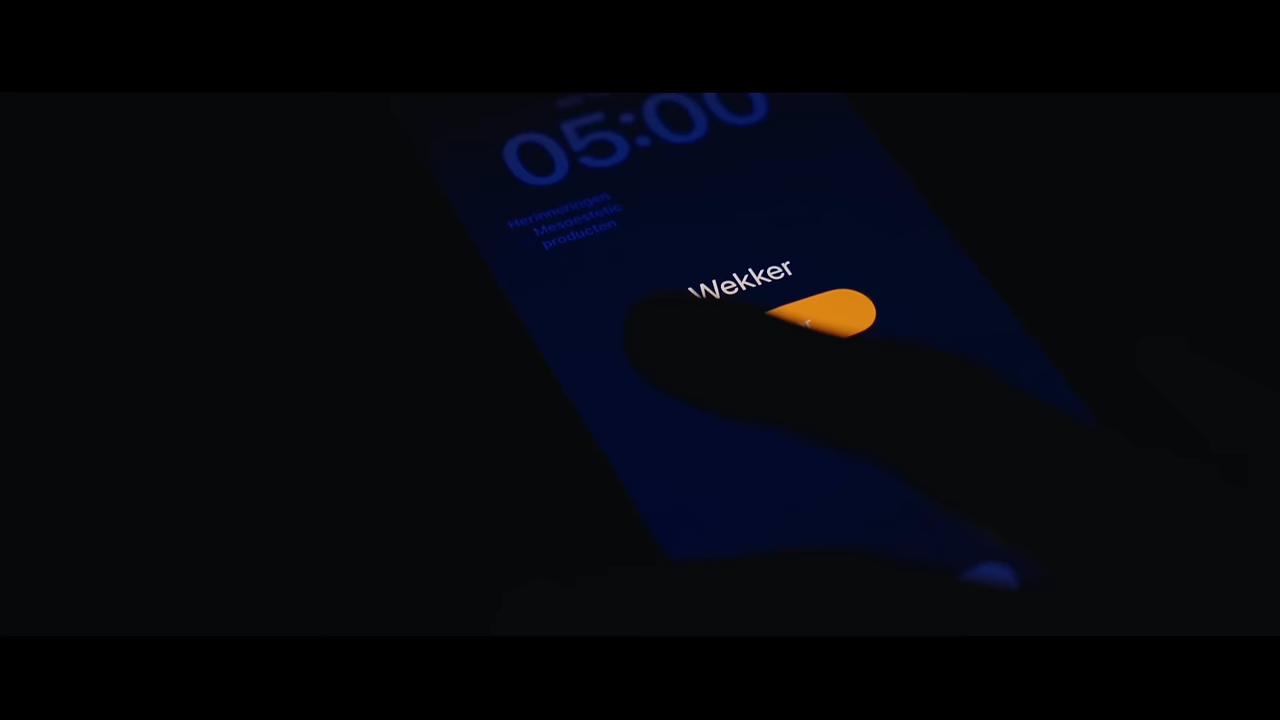 05:00
Herinneringen
Mesoestetic
producten
Wekker